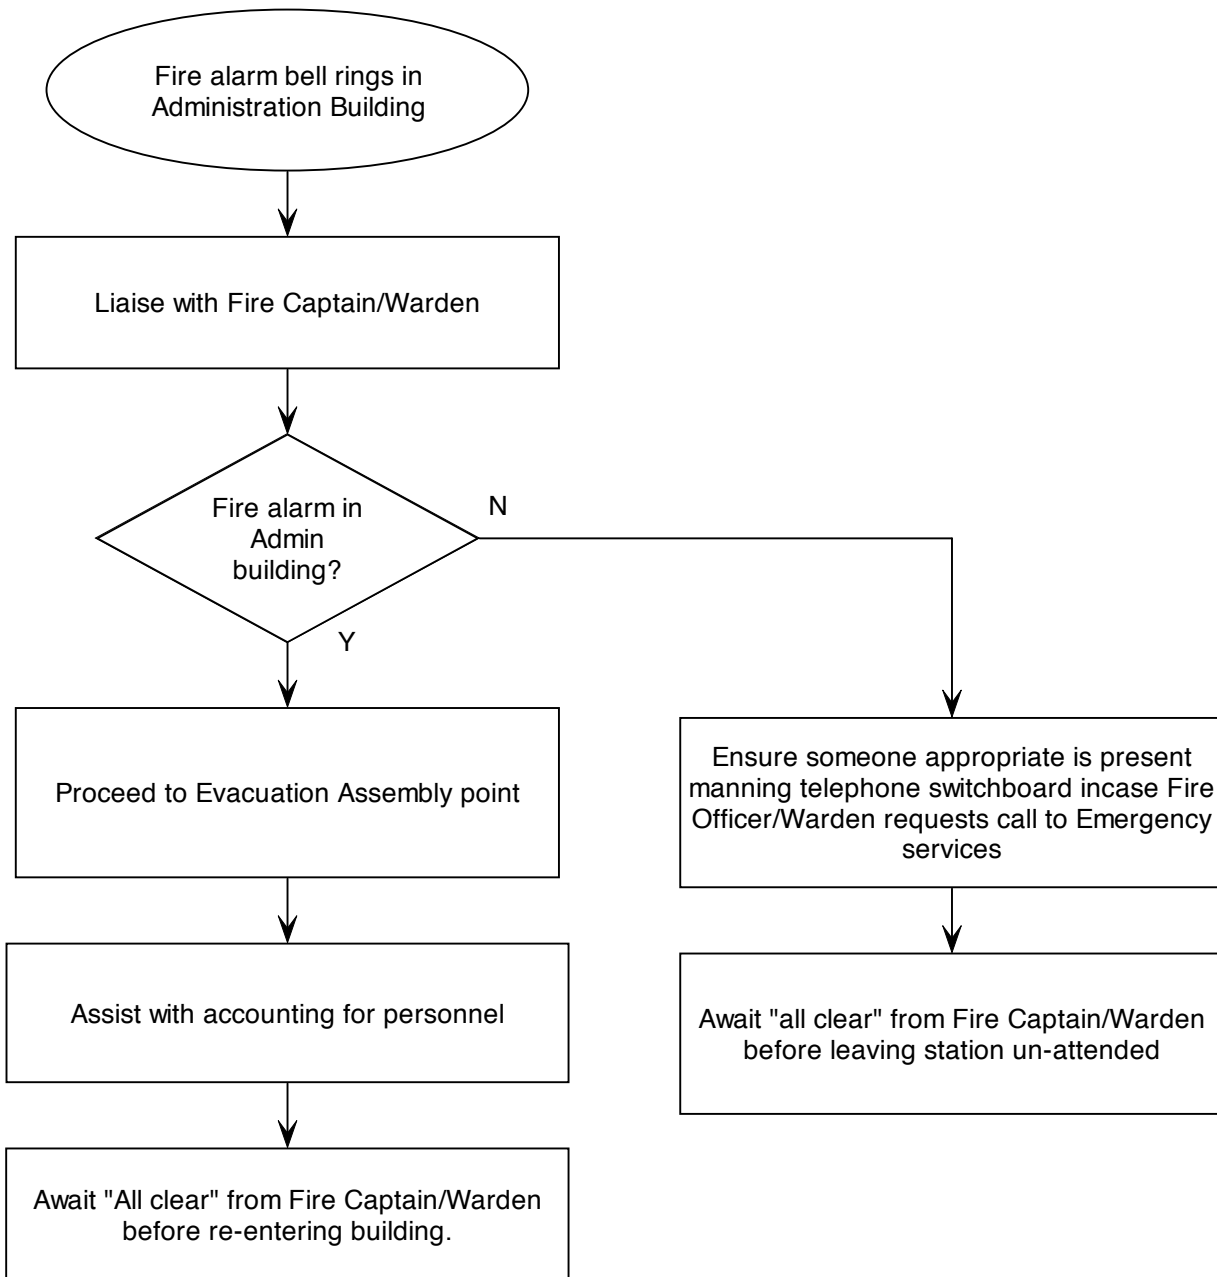 Fire alarm bell rings in
Administration Building
Liaise with Fire Captain/Warden
Fire alarm in
Admin
building?
N
Y
Proceed to Evacuation Assembly point
Ensure someone appropriate is present
manning telephone switchboard incase Fire
Officer/Warden requests call to Emergency
services
Assist with accounting for personnel
Await "all clear" from Fire Captain/Warden
before leaving station un-attended
Await "All clear" from Fire Captain/Warden
before re-entering building.